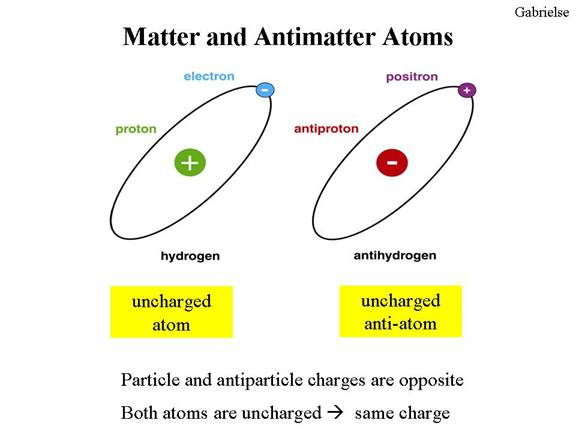 Gabrielse
Matter and Antimatter Atoms
electron
-
positron
+
proton
antiproton
+
-
hydrogen
antihydrogen
uncharged
atom
uncharged
anti-atom
Particle and antiparticle charges are opposite
Both atoms are uncharged → same charge